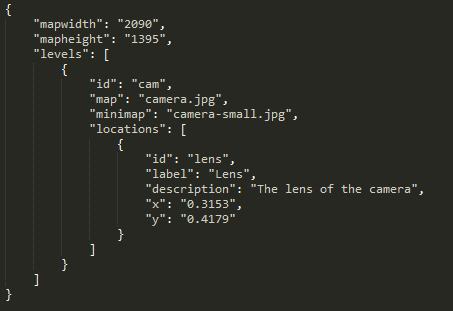 {
    "mapwidth": "2090",
    "mapheight": "1395",
    "levels": [
        {
            "id": "cam",
            "map": "camera.jpg",
            "minimap": "camera-small.jpg",
            "locations": [
                {
                    "id": "lens",
                    "label": "Lens",
                    "description": "The lens of the camera",
                    "x": "0.3153",
                    "y": "0.4179"
                }
            ]
        }
    ]
}